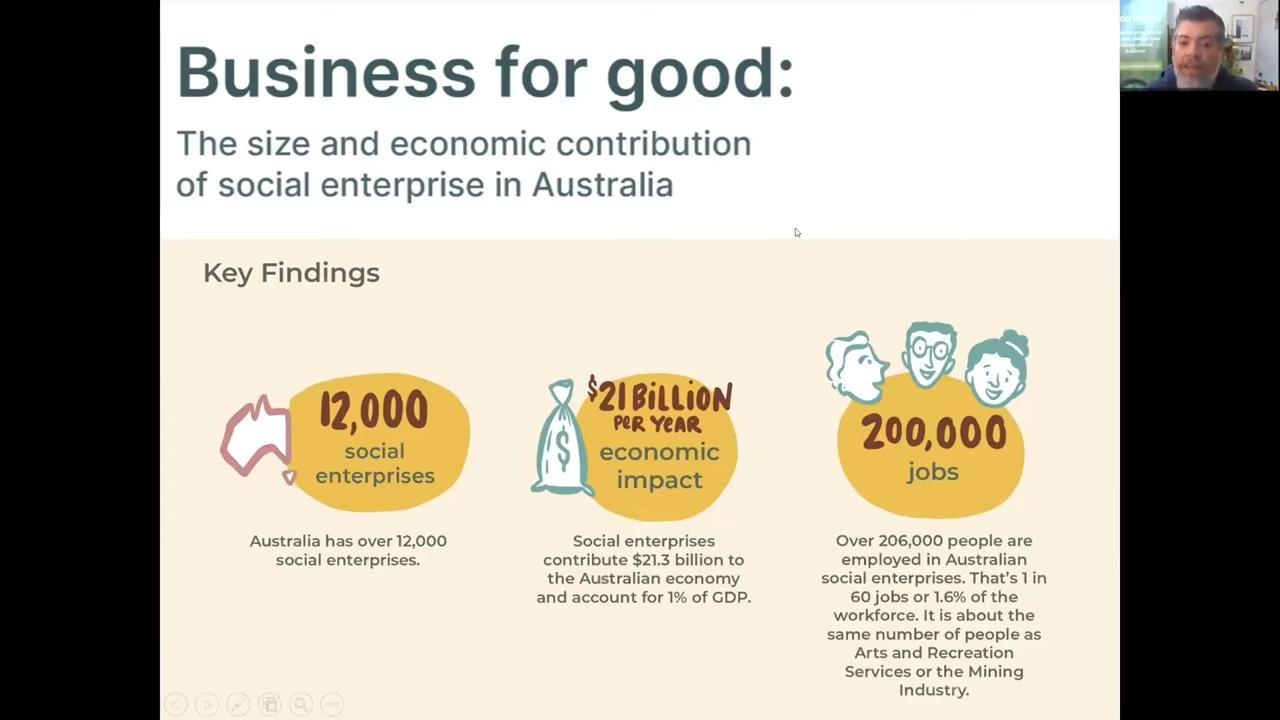 Business for good:
The size and economic contribution
of social enterprise in Australia
Key Findings
12,000
social
enterprises
Australia has over 12,000
social enterprises.
$21 BiLLiON
PER YEAR
economic
impact
$
Social enterprises
contribute $21.3 billion to
the Australian economy
and account for 1% of GDP.
200,000
jobs
Over 206,000 people are
employed in Australian
social enterprises. That's 1 in
60 jobs or 1.6% of the
workforce. It is about the
same number of people as
Arts and Recreation
Services or the Mining
Industry.